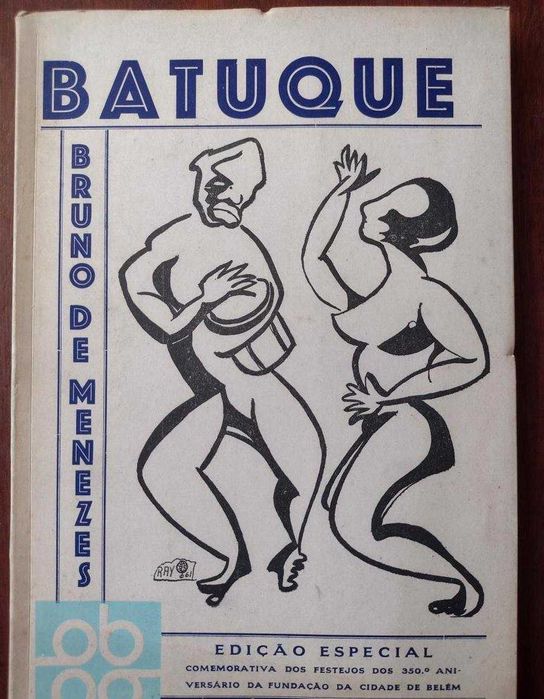 BATUQUE
BRUNO DE MENEZES
RAY
EDIÇÃO ESPECIAL
COMEMORATIVA DOS FESTEJOS DOS 350.º ANI-
VERSÁRIO DA FUNDAÇÃO DA CIDADE DE BELÉM